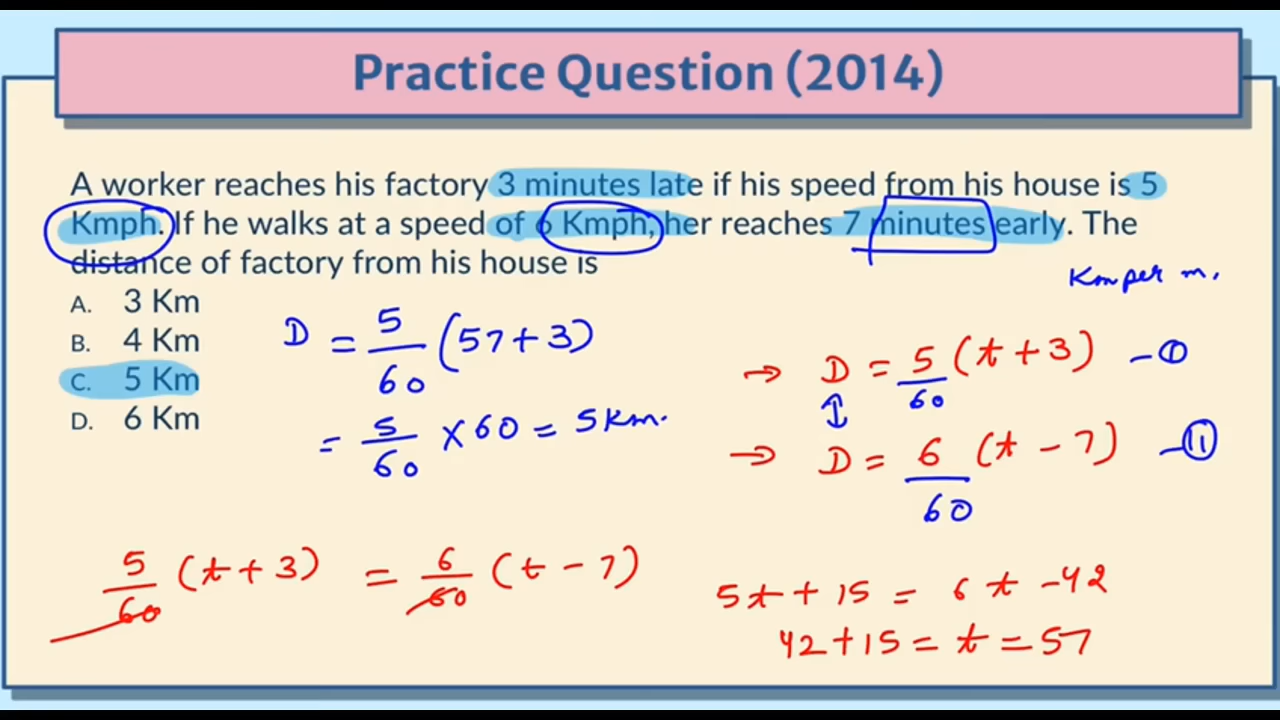 Practice Question (2014)
A worker reaches his factory 3 minutes late if his speed from his house is 5
Kmph. If he walks at a speed of 6 Kmph, her reaches 7 minutes early. The
distance of factory from his house is
A. 3 Km
B. 4 Km
C. 5 Km
D. 6 Km
Km per m.
D = 5/60 (57 + 3)
= 5/60 × 60 = 5 km.
→ D = 5/60 (t + 3) – ①
↕
→ D = 6/60 (t – 7) – ⑪
5/60 (t + 3) = 6/60 (t – 7)
5t + 15 = 6t – 42
42 + 15 = t = 57